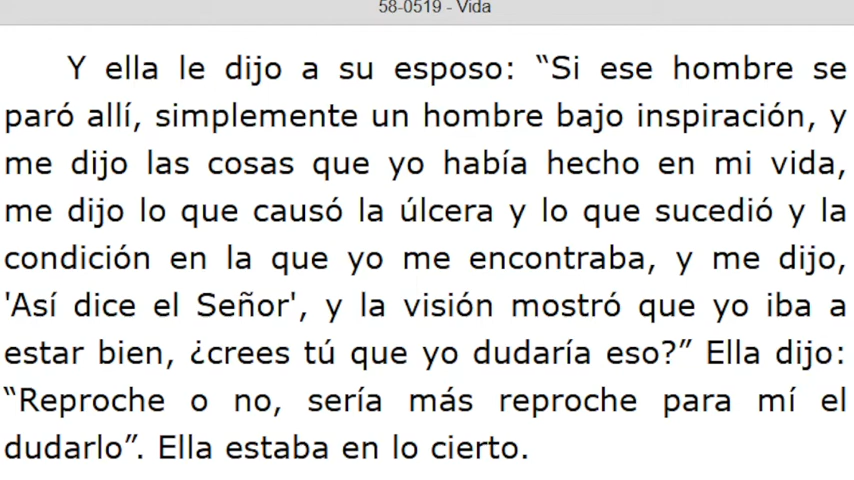 58-0519 - Vida
Y ella le dijo a su esposo: “Si ese hombre se
paró allí, simplemente un hombre bajo inspiración, y
me dijo las cosas que yo había hecho en mi vida,
me dijo lo que causó la úlcera y lo que sucedió y la
condición en la que yo me encontraba, y me dijo,
'Así dice el Señor', y la visión mostró que yo iba a
estar bien, ¿crees tú que yo dudaría eso?” Ella dijo:
“Reproche o no, sería más reproche para mí el
dudarlo”. Ella estaba en lo cierto.